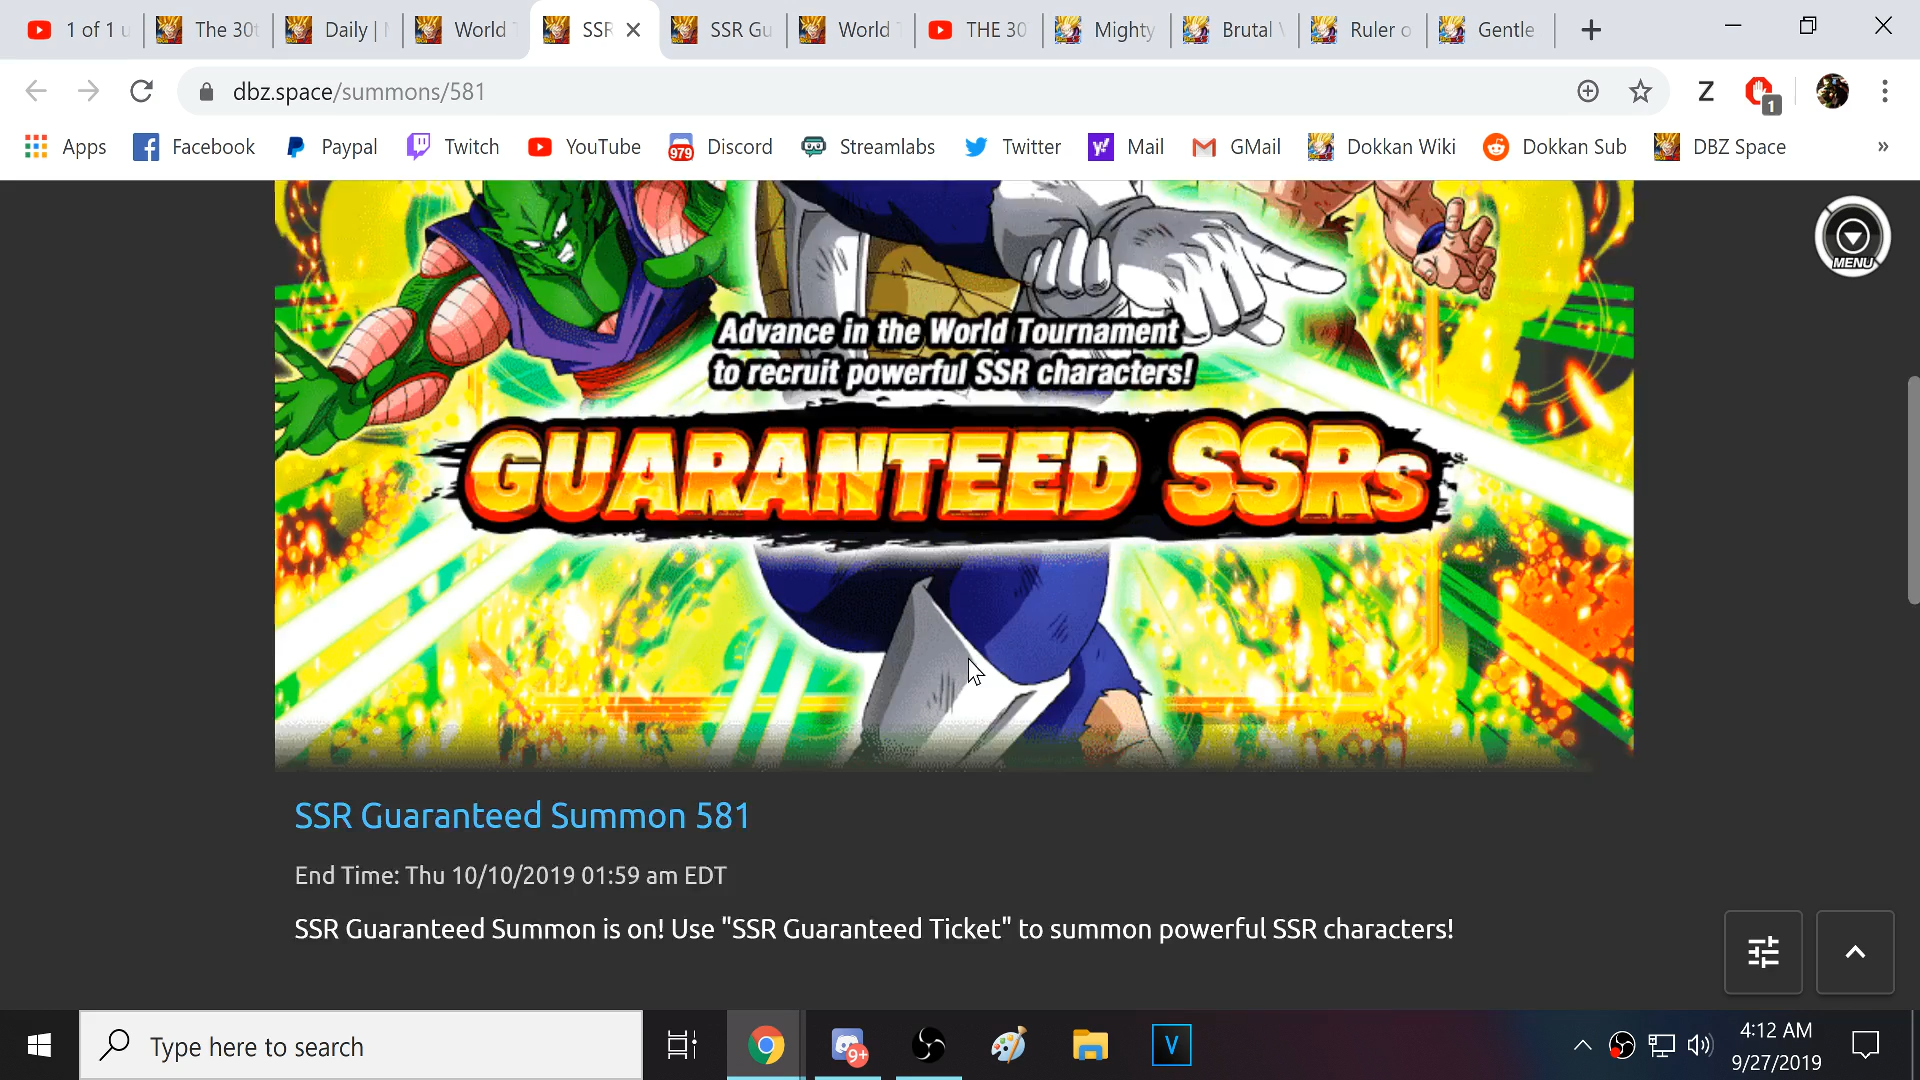 1 of 1 u
The 30t
Daily |
World
SSR
SSR Gu
World
THE 30
Mighty
Brutal
Ruler o
Gentle
dbz.space/summons/581
Z
1
Apps
Facebook
Paypal
Twitch
YouTube
979
Discord
Streamlabs
Twitter
y!
Mail
GMail
Dokkan Wiki
Dokkan Sub
DBZ Space
»
MENU
Advance in the World Tournament
to recruit powerful SSR characters!
GUARANTEED SSRs
SSR Guaranteed Summon 581
End Time: Thu 10/10/2019 01:59 am EDT
SSR Guaranteed Summon is on! Use "SSR Guaranteed Ticket" to summon powerful SSR characters!
Type here to search
9+
V
4:12 AM
9/27/2019